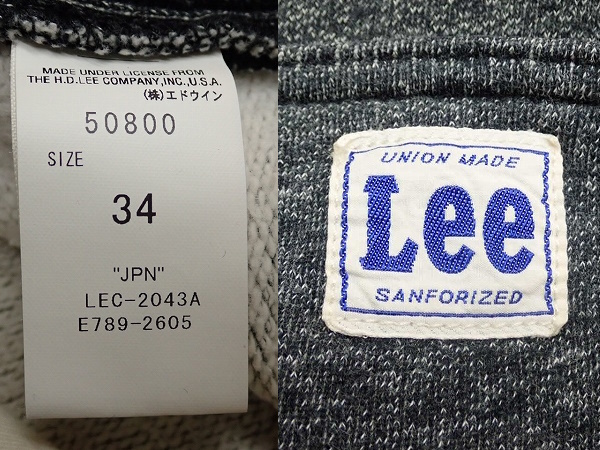 MADE UNDER LICENSE FROM
THE H.D.LEE COMPANY,INC.,U.S.A.
(株)エドウイン
50800
SIZE
34
"JPN"
LEC-2043A
E789-2605
UNION MADE
Lee
SANFORIZED